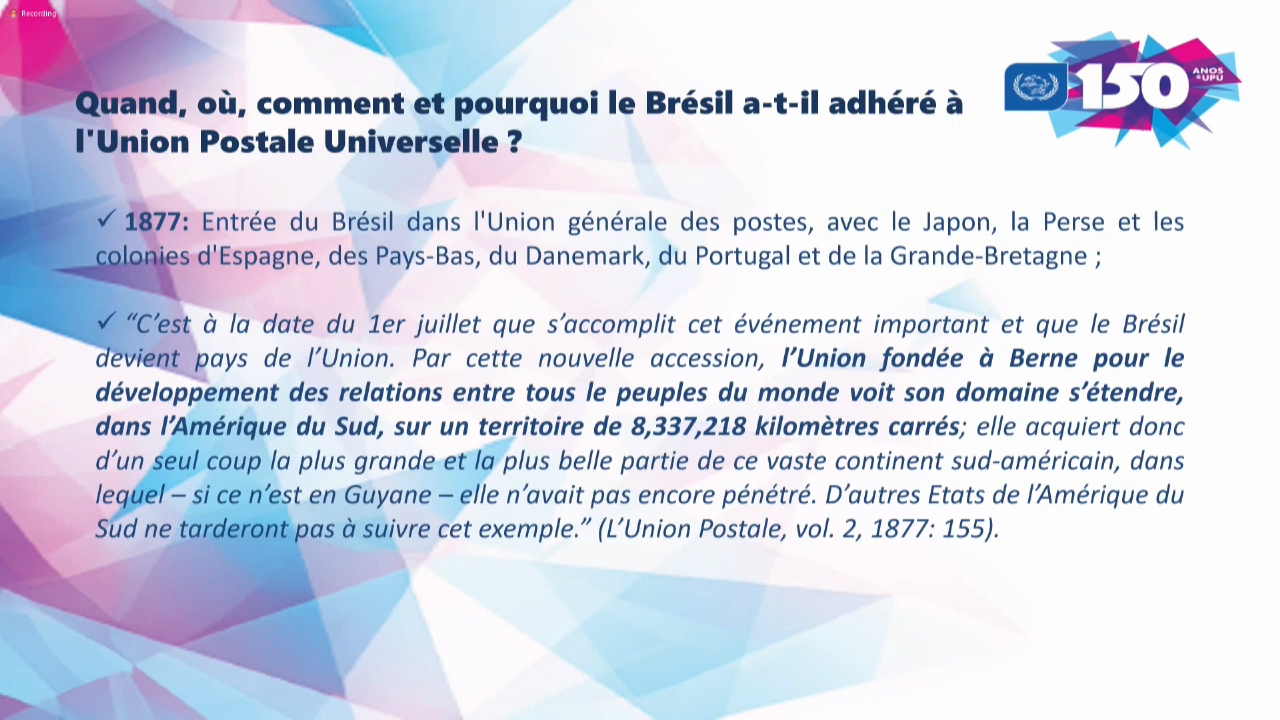 Recording
150 ANOS
UPU
Quand, où, comment et pourquoi le Brésil a-t-il adhéré à
l'Union Postale Universelle ?
✓ 1877: Entrée du Brésil dans l'Union générale des postes, avec le Japon, la Perse et les
colonies d'Espagne, des Pays-Bas, du Danemark, du Portugal et de la Grande-Bretagne ;
✓ “C’est à la date du 1er juillet que s’accomplit cet événement important et que le Brésil
devient pays de l’Union. Par cette nouvelle accession, l’Union fondée à Berne pour le
développement des relations entre tous le peuples du monde voit son domaine s’étendre,
dans l’Amérique du Sud, sur un territoire de 8,337,218 kilomètres carrés; elle acquiert donc
d’un seul coup la plus grande et la plus belle partie de ce vaste continent sud-américain, dans
lequel – si ce n’est en Guyane – elle n’avait pas encore pénétré. D’autres Etats de l’Amérique du
Sud ne tarderont pas à suivre cet exemple.” (L’Union Postale, vol. 2, 1877: 155).